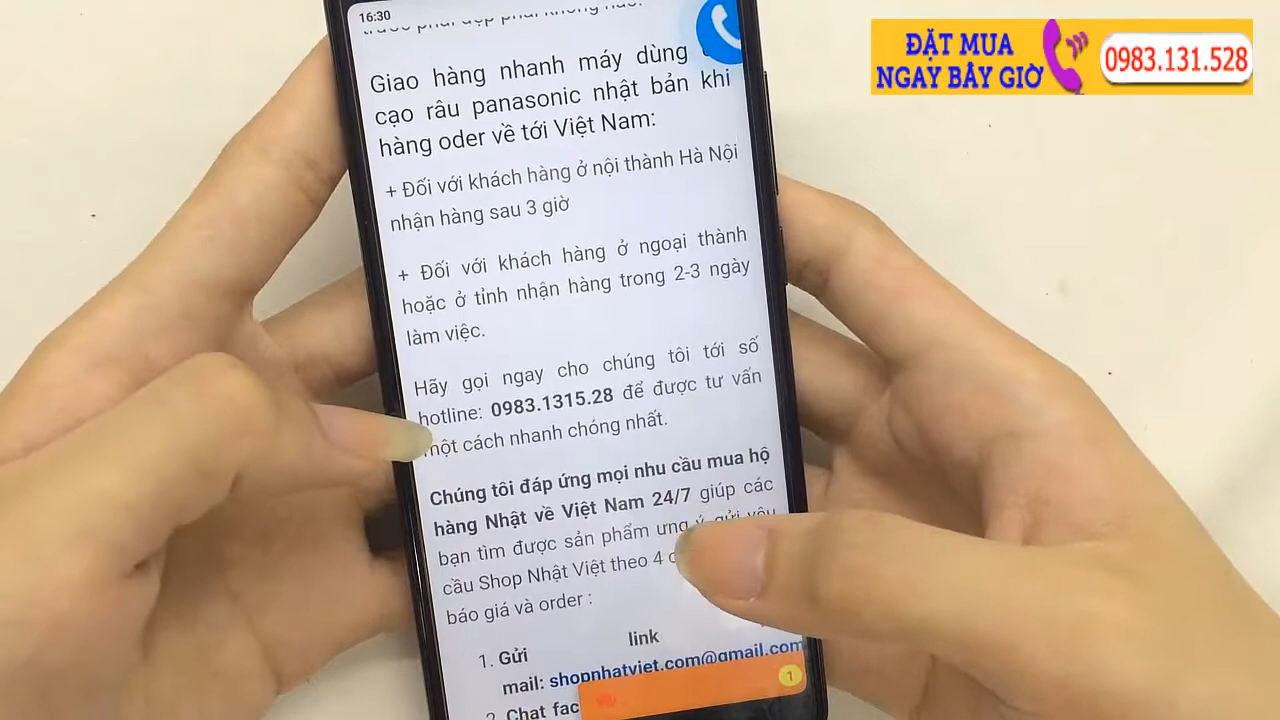 16:30
ĐẶT MUA
NGAY BÂY GIỜ
0983.131.528
Giao hàng nhanh máy dùng
cạo râu panasonic nhật bản khi
hàng oder về tới Việt Nam:
+ Đối với khách hàng ở nội thành Hà Nội
nhận hàng sau 3 giờ
+ Đối với khách hàng ở ngoại thành
hoặc ở tỉnh nhận hàng trong 2-3 ngày
làm việc.
Hãy gọi ngay cho chúng tôi tới số
hotline: 0983.1315.28 để được tư vấn
một cách nhanh chóng nhất.
Chúng tôi đáp ứng mọi nhu cầu mua hộ
hàng Nhật về Việt Nam 24/7 giúp các
bạn tìm được sản phẩm ưng ý gửi yêu
cầu Shop Nhật Việt theo 4
báo giá và order :
1. Gửi link
mail: shopnhatviet.com@gmail.com
2. Chat fac
1